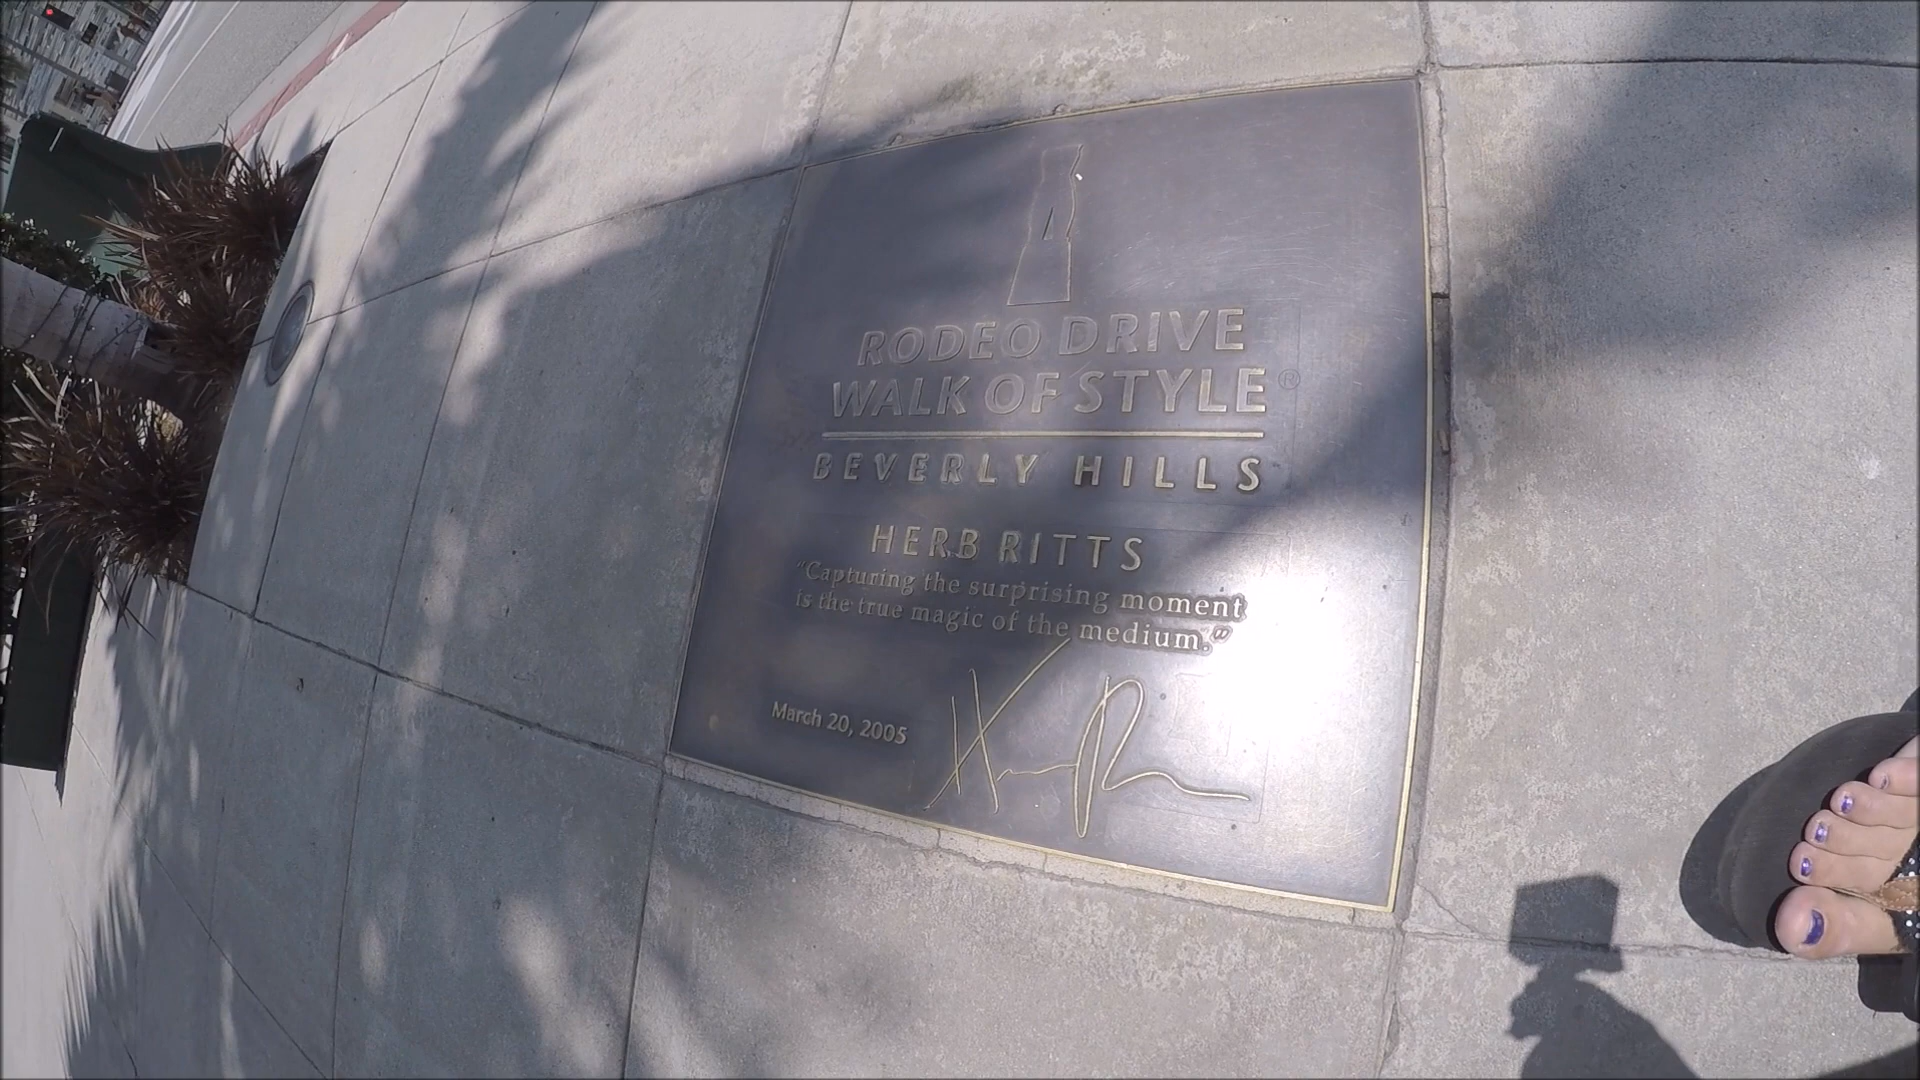 RODEO DRIVE
WALK OF STYLE®
BEVERLY HILLS
HERB RITTS
"Capturing the surprising moment
is the true magic of the medium."
March 20, 2005